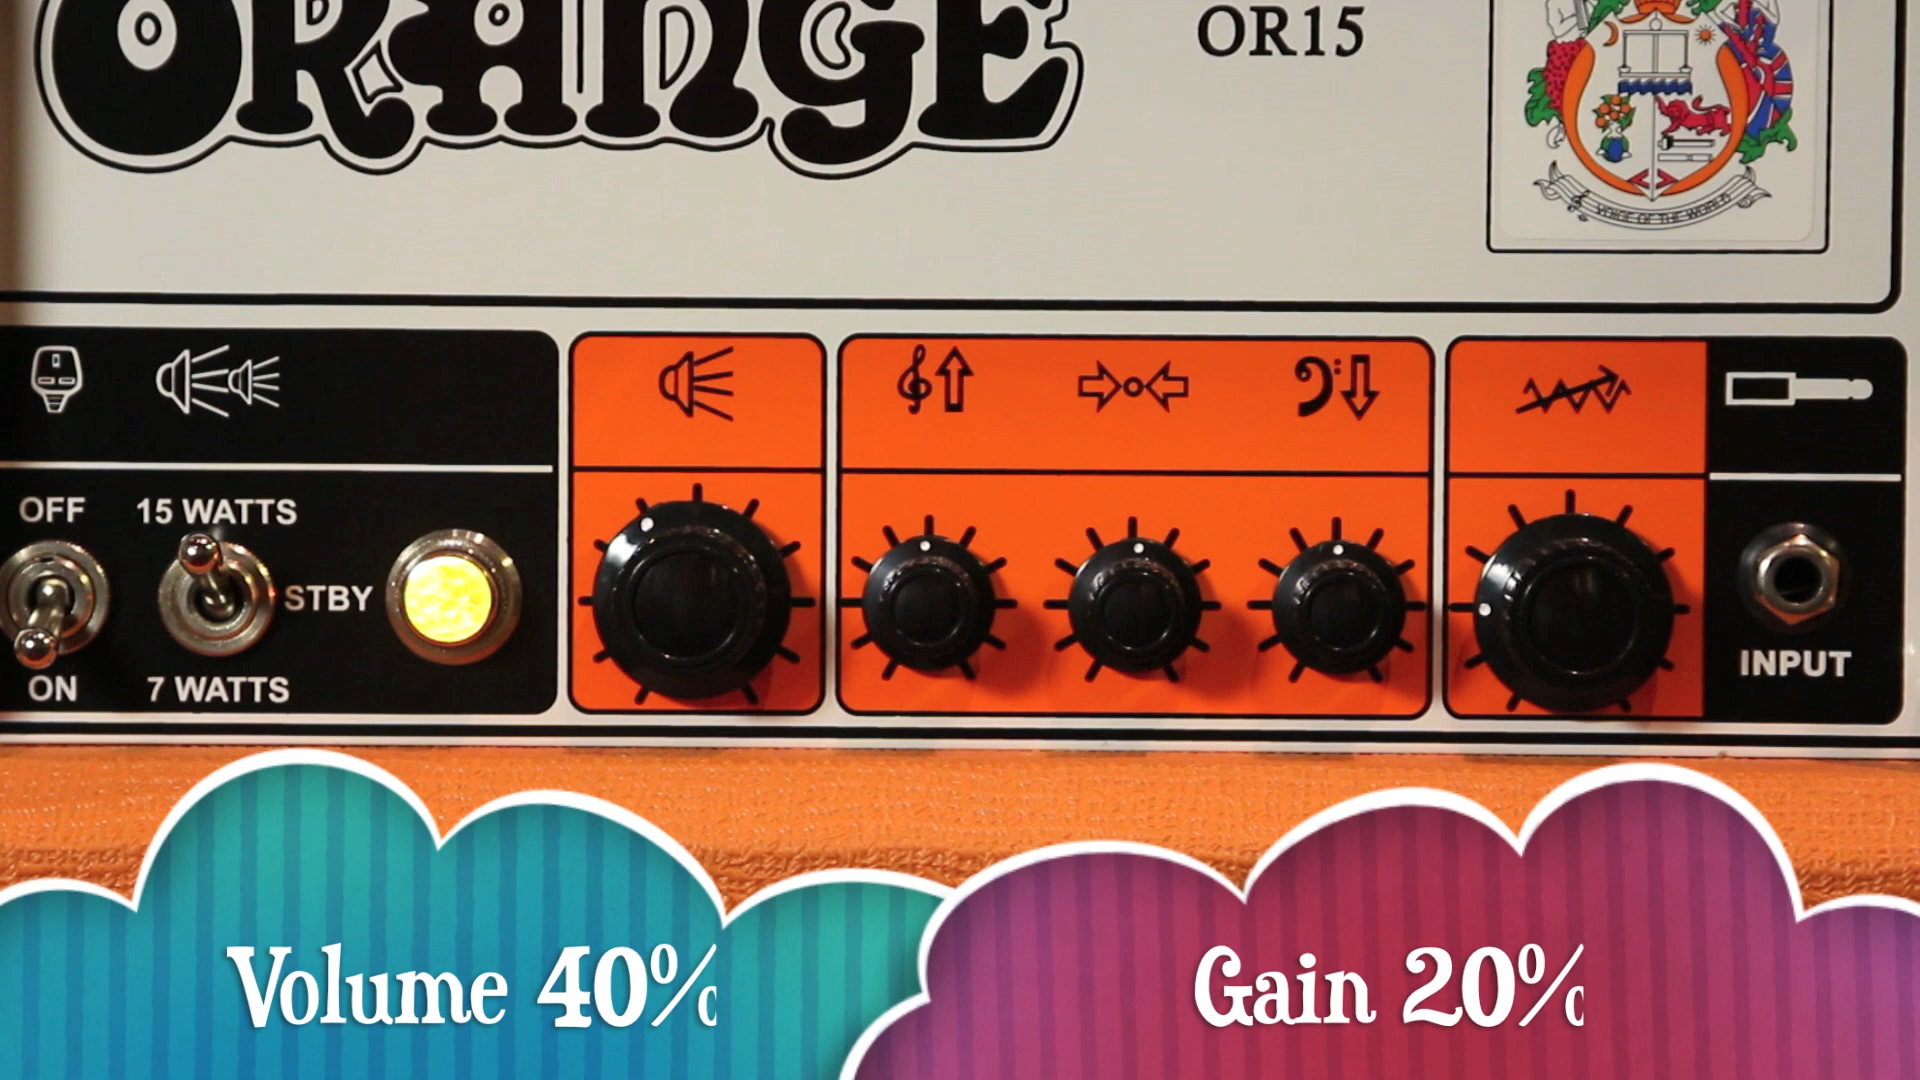 ORANGE
OR15
VOICE OF THE WORLD
OFF
15 WATTS
STBY
ON
7 WATTS
INPUT
Volume 40%
Gain 20%